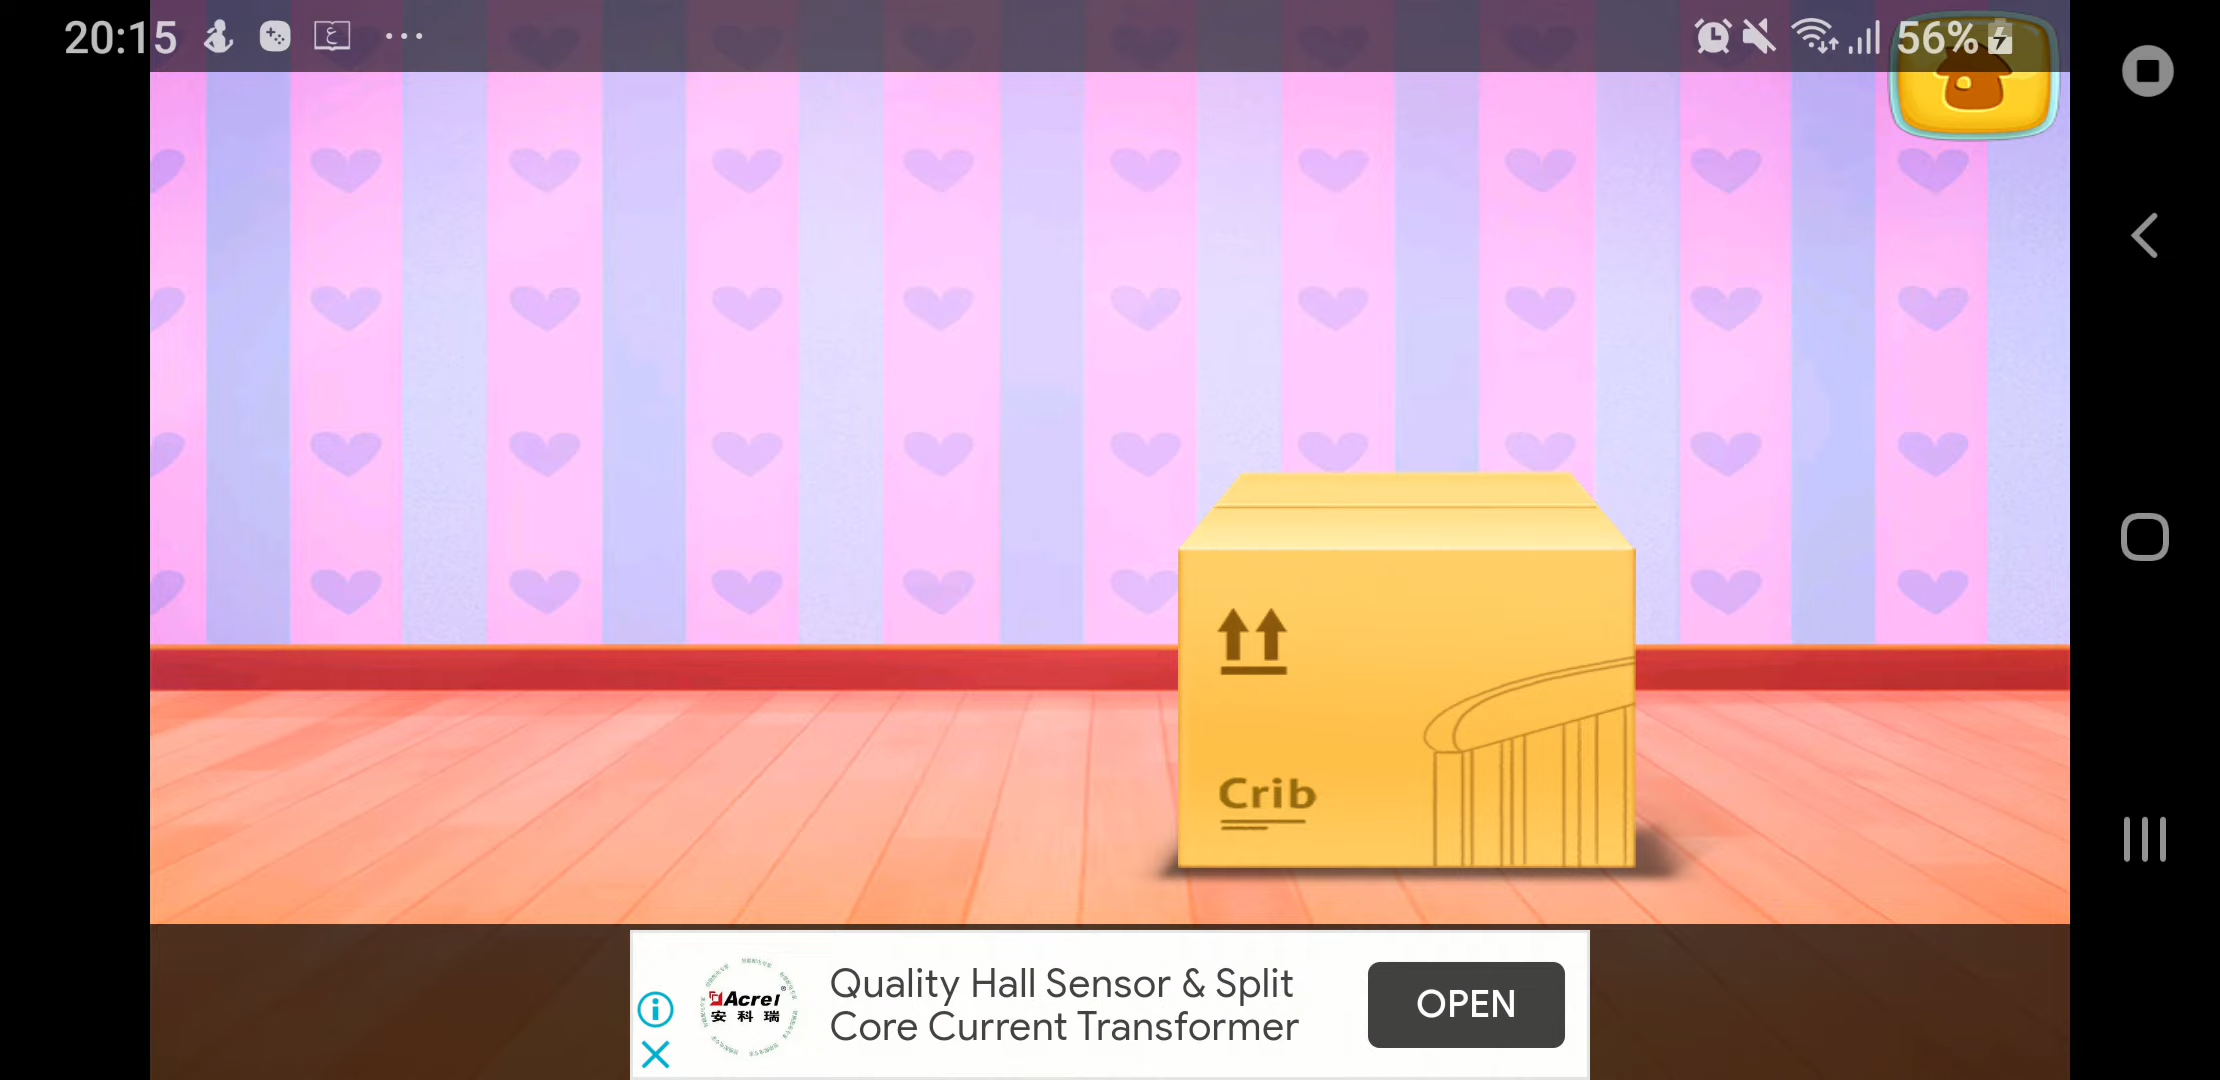 20:15
ع
56%
Crib
Acrel®
安科瑞
Quality Hall Sensor & Split
Core Current Transformer
OPEN